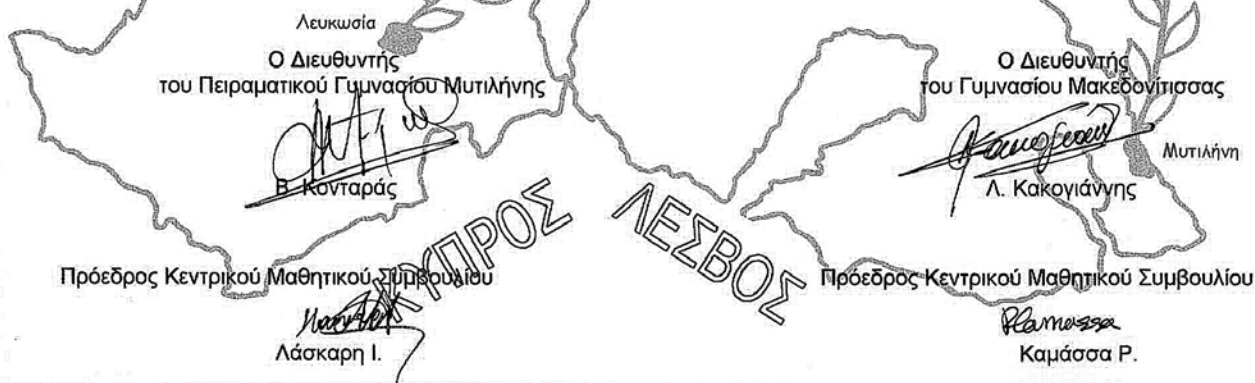 Λευκωσία
Ο Διευθυντής
του Πειραματικού Γυμνασίου Μυτιλήνης
Β. Κονταράς
Πρόεδρος Κεντρικού Μαθητικού Συμβουλίου
Λάσκαρη Ι.
ΚΥΠΡΟΣ
ΛΕΣΒΟΣ
Ο Διευθυντής
του Γυμνασίου Μακεδονίτισσας
Μυτιλήνη
Λ. Κακογιάννης
Πρόεδρος Κεντρικού Μαθητικού Συμβουλίου
Καμάσσα Ρ.